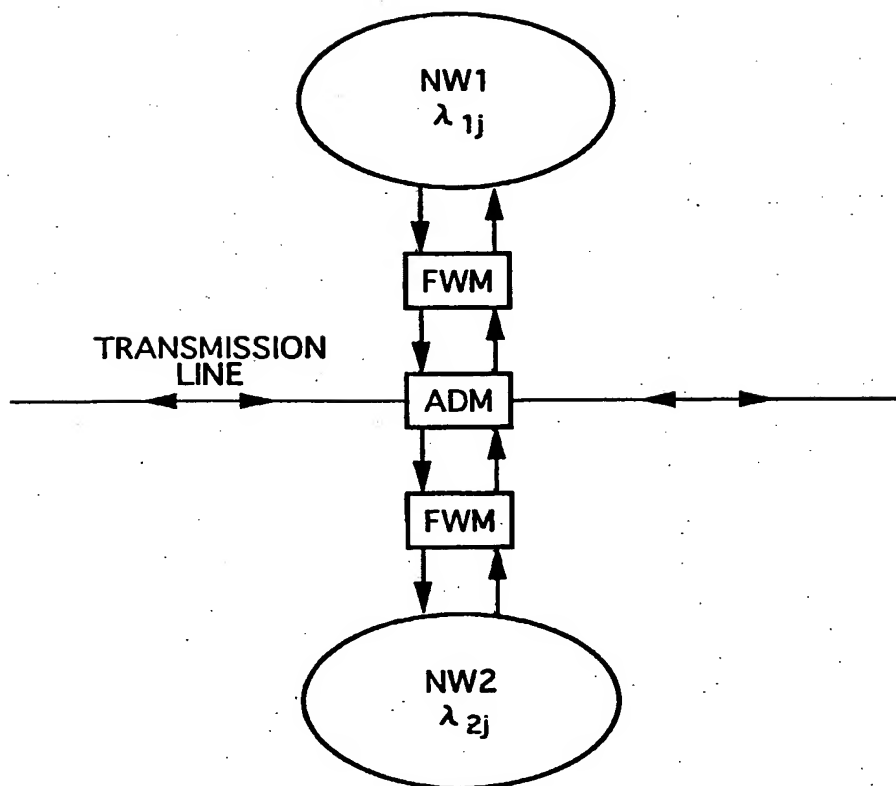 NW1
λ 1j
FWM
TRANSMISSION
LINE
ADM
FWM
NW2
λ 2j